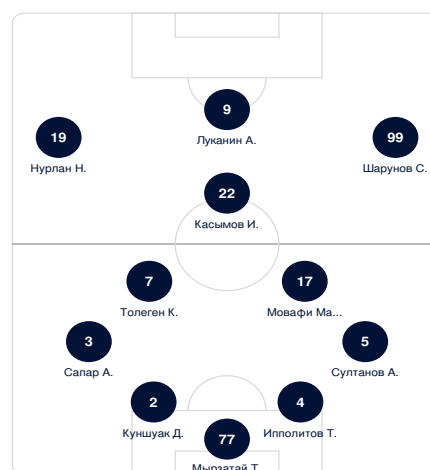 9
Луканин А.
19
Нурлан Н.
99
Шарунов С.
22
Касымов И.
7
Толеген К.
17
Мовафи Ма...
3
Сапар А.
5
Султанов А.
2
Куншуак Д.
4
Ипполитов Т.
77
Мырзатай Т.